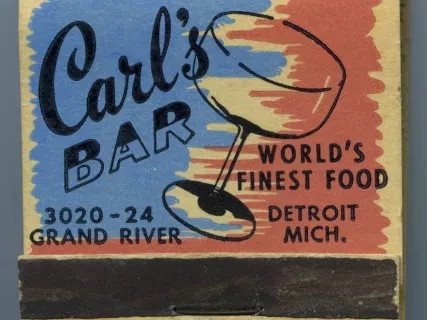 Carl's
BAR
WORLD'S
FINEST FOOD
3020-24
GRAND RIVER
DETROIT
MICH.